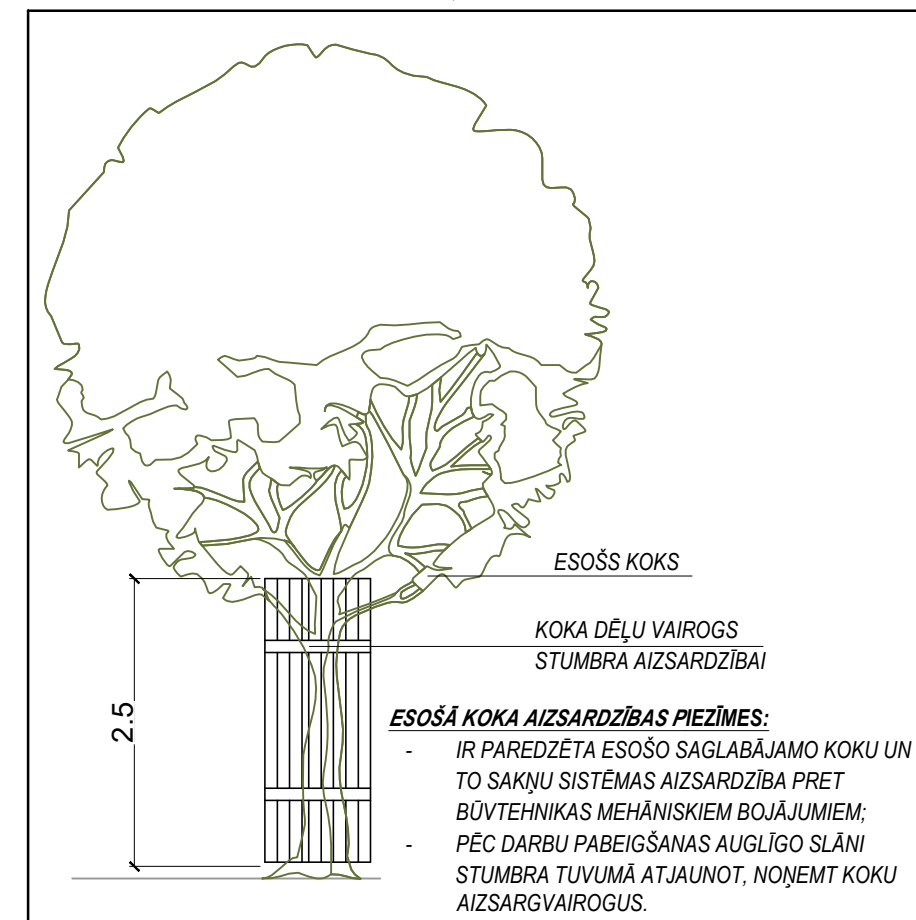 ESOŠS KOKS
KOKA DĒĻU VAIROGS
STUMBRA AIZSARDZĪBAI
2.5
ESOŠĀ KOKA AIZSARDZĪBAS PIEZĪMES:
- IR PAREDZĒTA ESOŠO SAGLABĀJAMO KOKU UN
TO SAKŅU SISTĒMAS AIZSARDZĪBA PRET
BŪVTEHNIKAS MEHĀNISKIEM BOJĀJUMIEM;
- PĒC DARBU PABEIGŠANAS AUGLĪGO SLĀNI
STUMBRA TUVUMĀ ATJAUNOT, NOŅEMT KOKU
AIZSARGVAIROGUS.